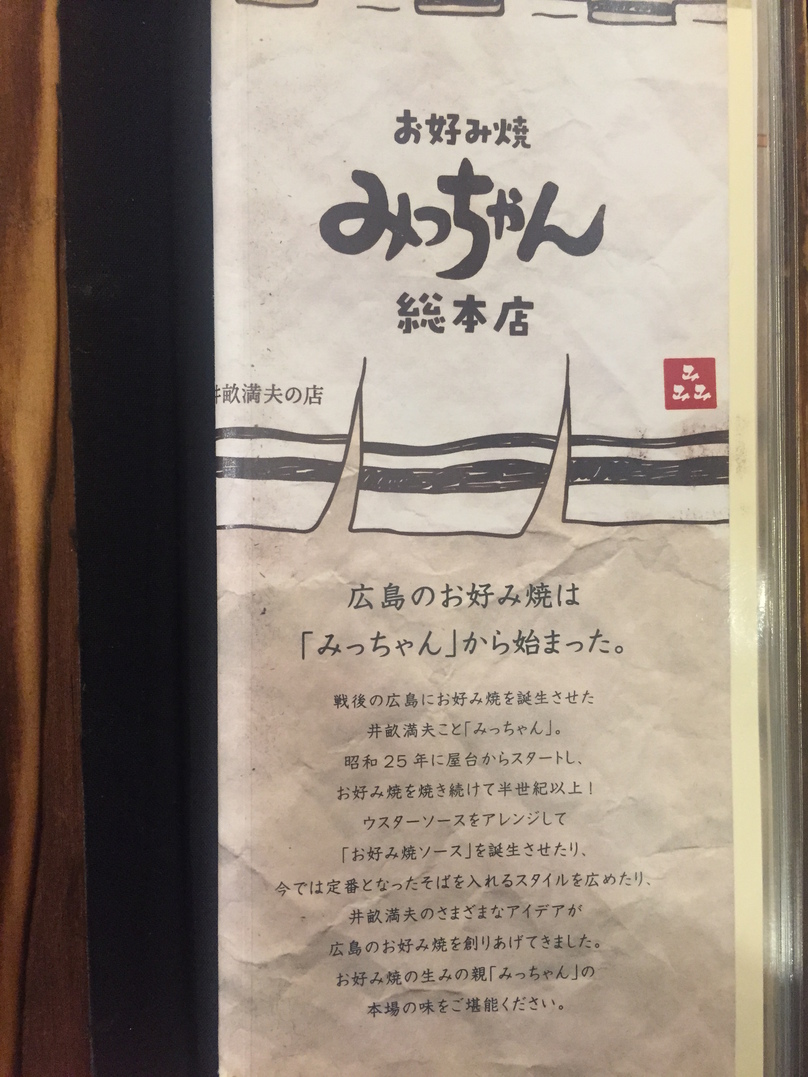 お好み焼
みっちゃん
総本店
井畝満夫の店
広島のお好み焼は
「みっちゃん」から始まった。
戦後の広島にお好み焼を誕生させた
井畝満夫こと「みっちゃん」。
昭和25年に屋台からスタートし、
お好み焼を焼き続けて半世紀以上！
ウスターソースをアレンジして
「お好み焼ソース」を誕生させたり、
今では定番となったそばを入れるスタイルを広めたり、
井畝満夫のさまざまなアイデアが
広島のお好み焼を創りあげてきました。
お好み焼の生みの親「みっちゃん」の
本場の味をご堪能ください。